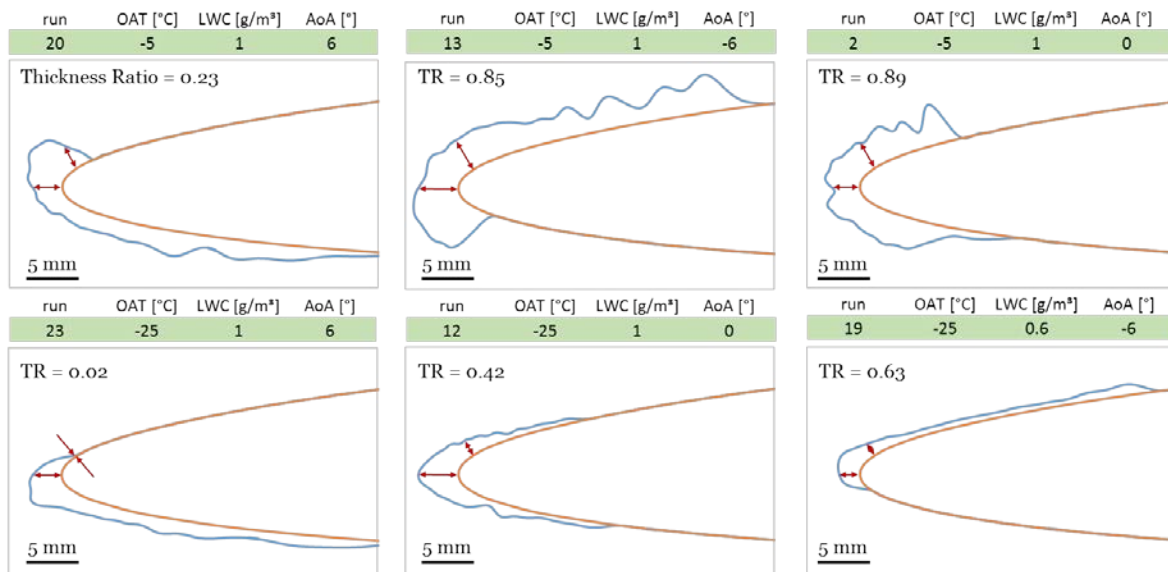 run OAT [°C] LWC [g/m³] AoA [°]
20 -5 1 6
Thickness Ratio = 0.23
5 mm
run OAT [°C] LWC [g/m³] AoA [°]
13 -5 1 -6
TR = 0.85
5 mm
run OAT [°C] LWC [g/m³] AoA [°]
2 -5 1 0
TR = 0.89
5 mm
run OAT [°C] LWC [g/m³] AoA [°]
23 -25 1 6
TR = 0.02
5 mm
run OAT [°C] LWC [g/m³] AoA [°]
12 -25 1 0
TR = 0.42
5 mm
run OAT [°C] LWC [g/m³] AoA [°]
19 -25 0.6 -6
TR = 0.63
5 mm